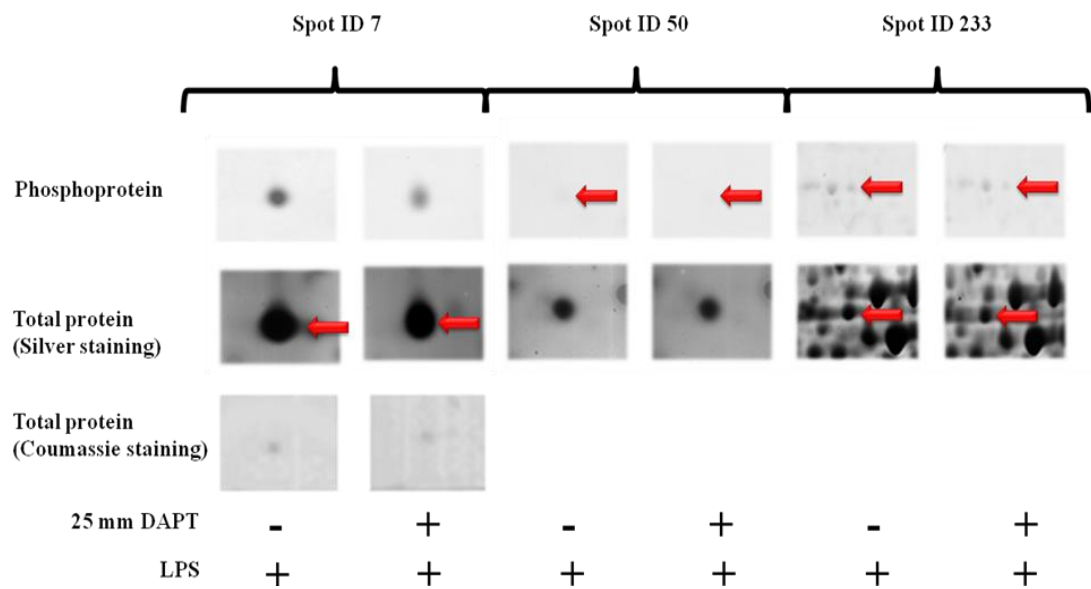 Spot ID 7 Spot ID 50 Spot ID 233
Phosphoprotein
Total protein
(Silver staining)
Total protein
(Coumassie staining)
25 mm DAPT - + - + - +
LPS + + + + + +